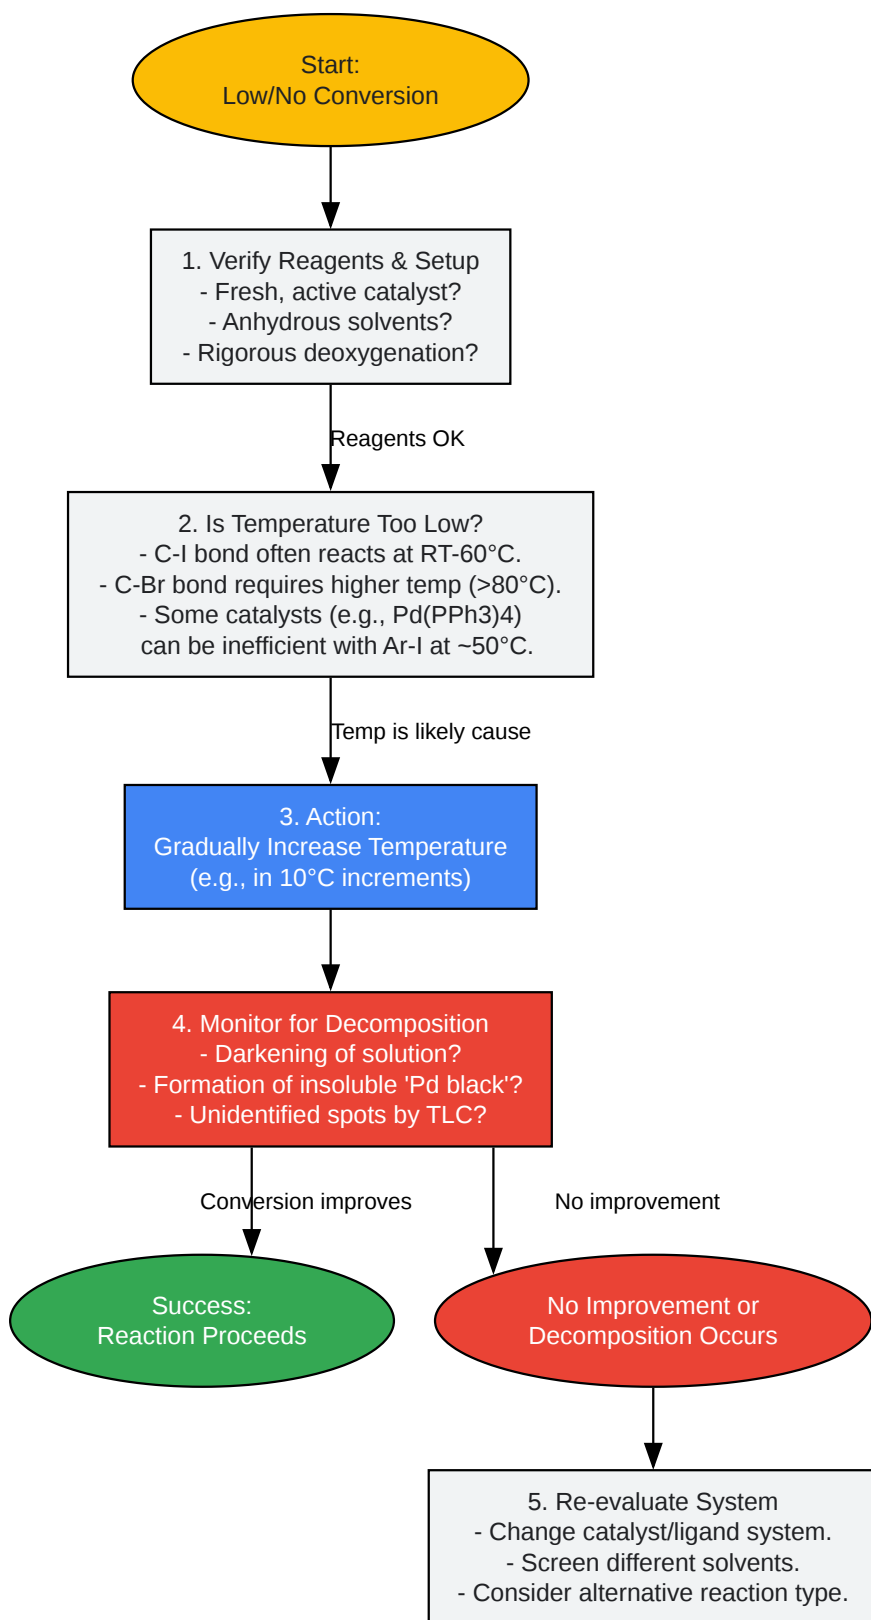 Start:
Low/No Conversion
1. Verify Reagents & Setup
- Fresh, active catalyst?
- Anhydrous solvents?
- Rigorous deoxygenation?
Reagents OK
2. Is Temperature Too Low?
- C-I bond often reacts at RT-60°C.
- C-Br bond requires higher temp (>80°C).
- Some catalysts (e.g., Pd(PPh3)4)
can be inefficient with Ar-I at ~50°C.
Temp is likely cause
3. Action:
Gradually Increase Temperature
(e.g., in 10°C increments)
4. Monitor for Decomposition
- Darkening of solution?
- Formation of insoluble 'Pd black'?
- Unidentified spots by TLC?
Conversion improves
No improvement
Success:
Reaction Proceeds
No Improvement or
Decomposition Occurs
5. Re-evaluate System
- Change catalyst/ligand system.
- Screen different solvents.
- Consider alternative reaction type.